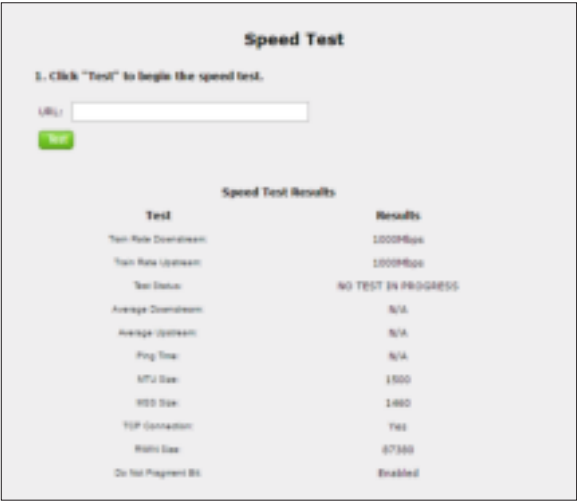 Speed Test
1. Click "Test" to begin the speed test.
URL:
Test
Speed Test Results
Test Results
Train Rate Downstream: 1000Mbps
Train Rate Upstream: 1000Mbps
Test Status: NO TEST IN PROGRESS
Average Downstream: N/A
Average Upstream: N/A
Ping Time: N/A
MTU Size: 1500
MSS Size: 1460
TCP Connection: Yes
RWIN Size: 87380
Do Not Fragment Bit: Enabled